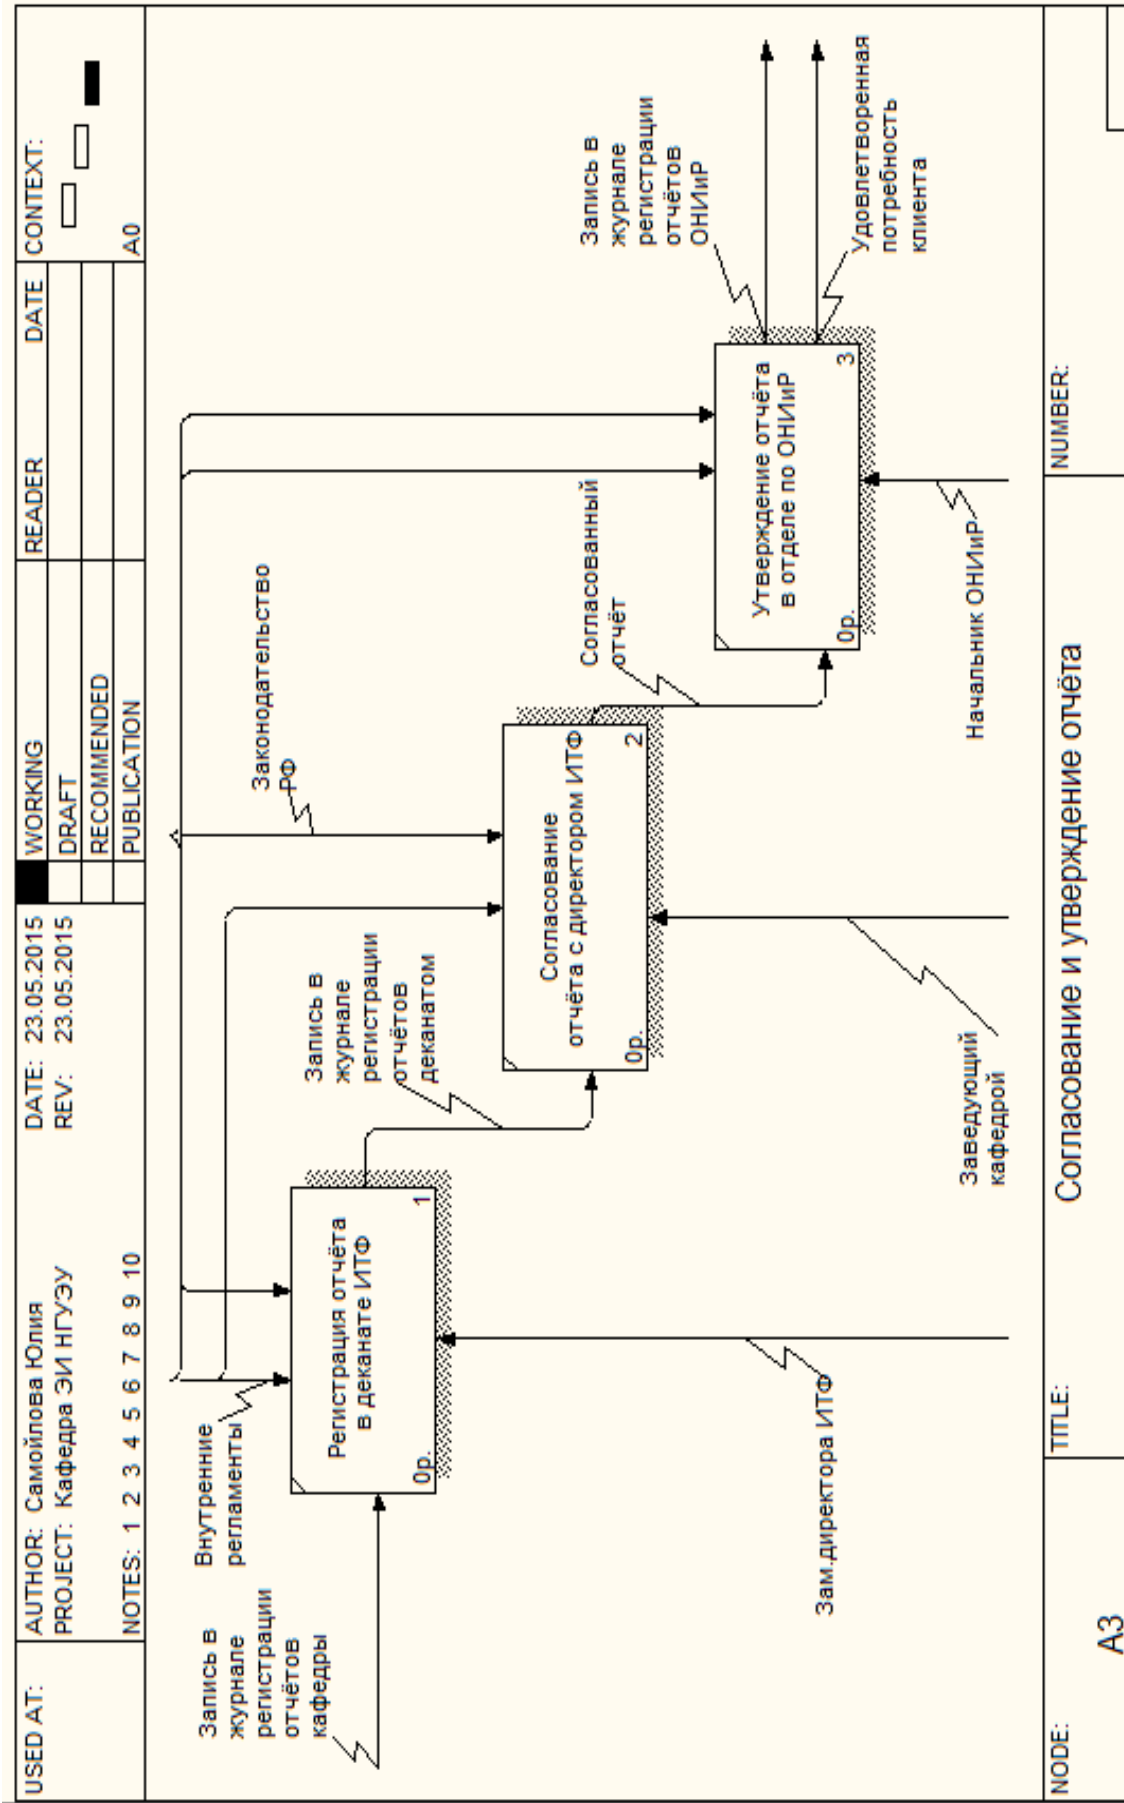 USED AT:
AUTHOR: Самойлова Юлия
PROJECT: Кафедра ЭИ НГУЭУ
NOTES: 1 2 3 4 5 6 7 8 9 10
DATE: 23.05.2015
REV: 23.05.2015
WORKING
DRAFT
RECOMMENDED
PUBLICATION
READER
DATE
CONTEXT:
A0
Запись в
журнале
регистрации
отчётов
кафедры
Внутренние
регламенты
Регистрация отчёта
в деканате ИТФ
0р.
1
Запись в
журнале
регистрации
отчётов
деканатом
Законодательство
РФ
Согласование
отчёта с директором ИТФ
0р.
2
Согласованный
отчёт
Утверждение отчёта
в отделе по ОНИиР
0р.
3
Запись в
журнале
регистрации
отчётов
ОНИиР
Удовлетворенная
потребность
клиента
Зам.директора ИТФ
Заведующий
кафедрой
Начальник ОНИиР
NODE:
A3
TITLE:
Согласование и утверждение отчёта
NUMBER: